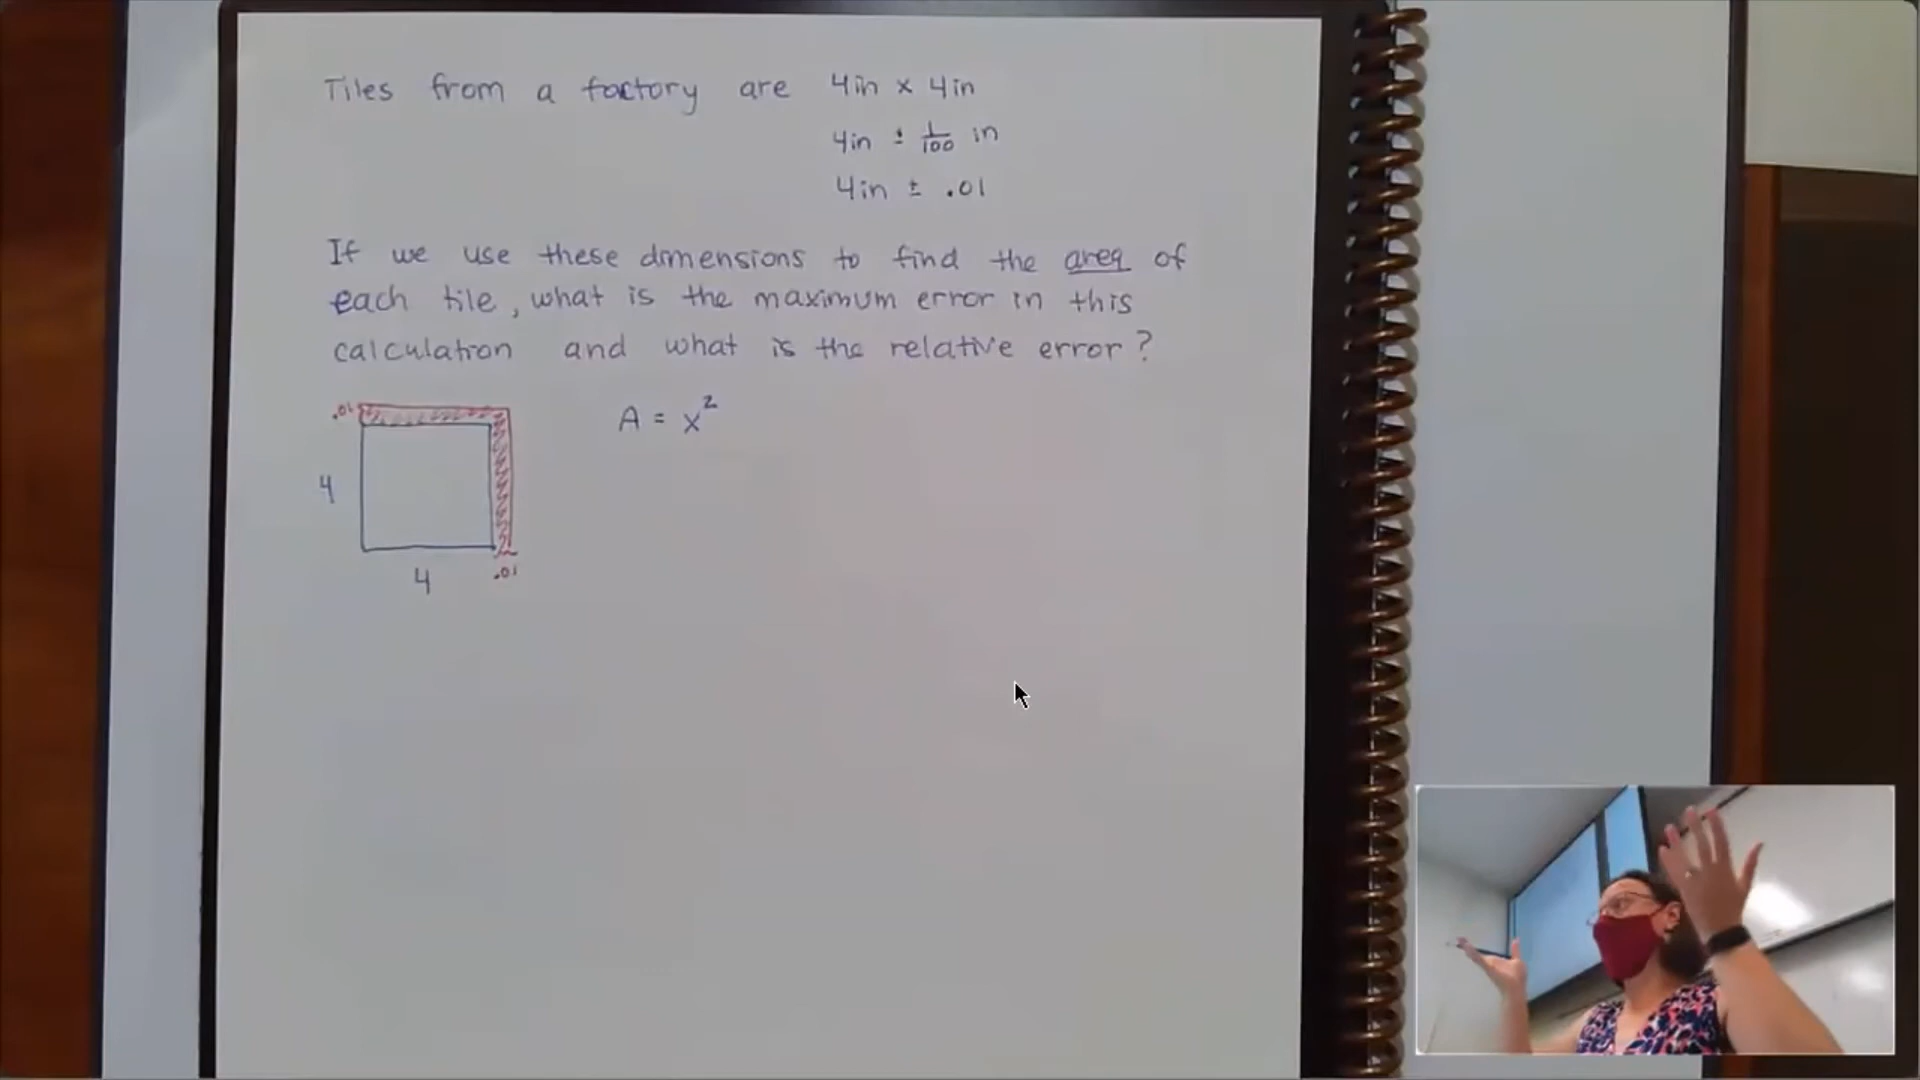 Tiles from a factory are 4in x 4in
4in ± 1/100 in
4in ± .01
If we use these dimensions to find the area of
each tile, what is the maximum error in this
calculation and what is the relative error?
.01
A = x²
4
4
.01